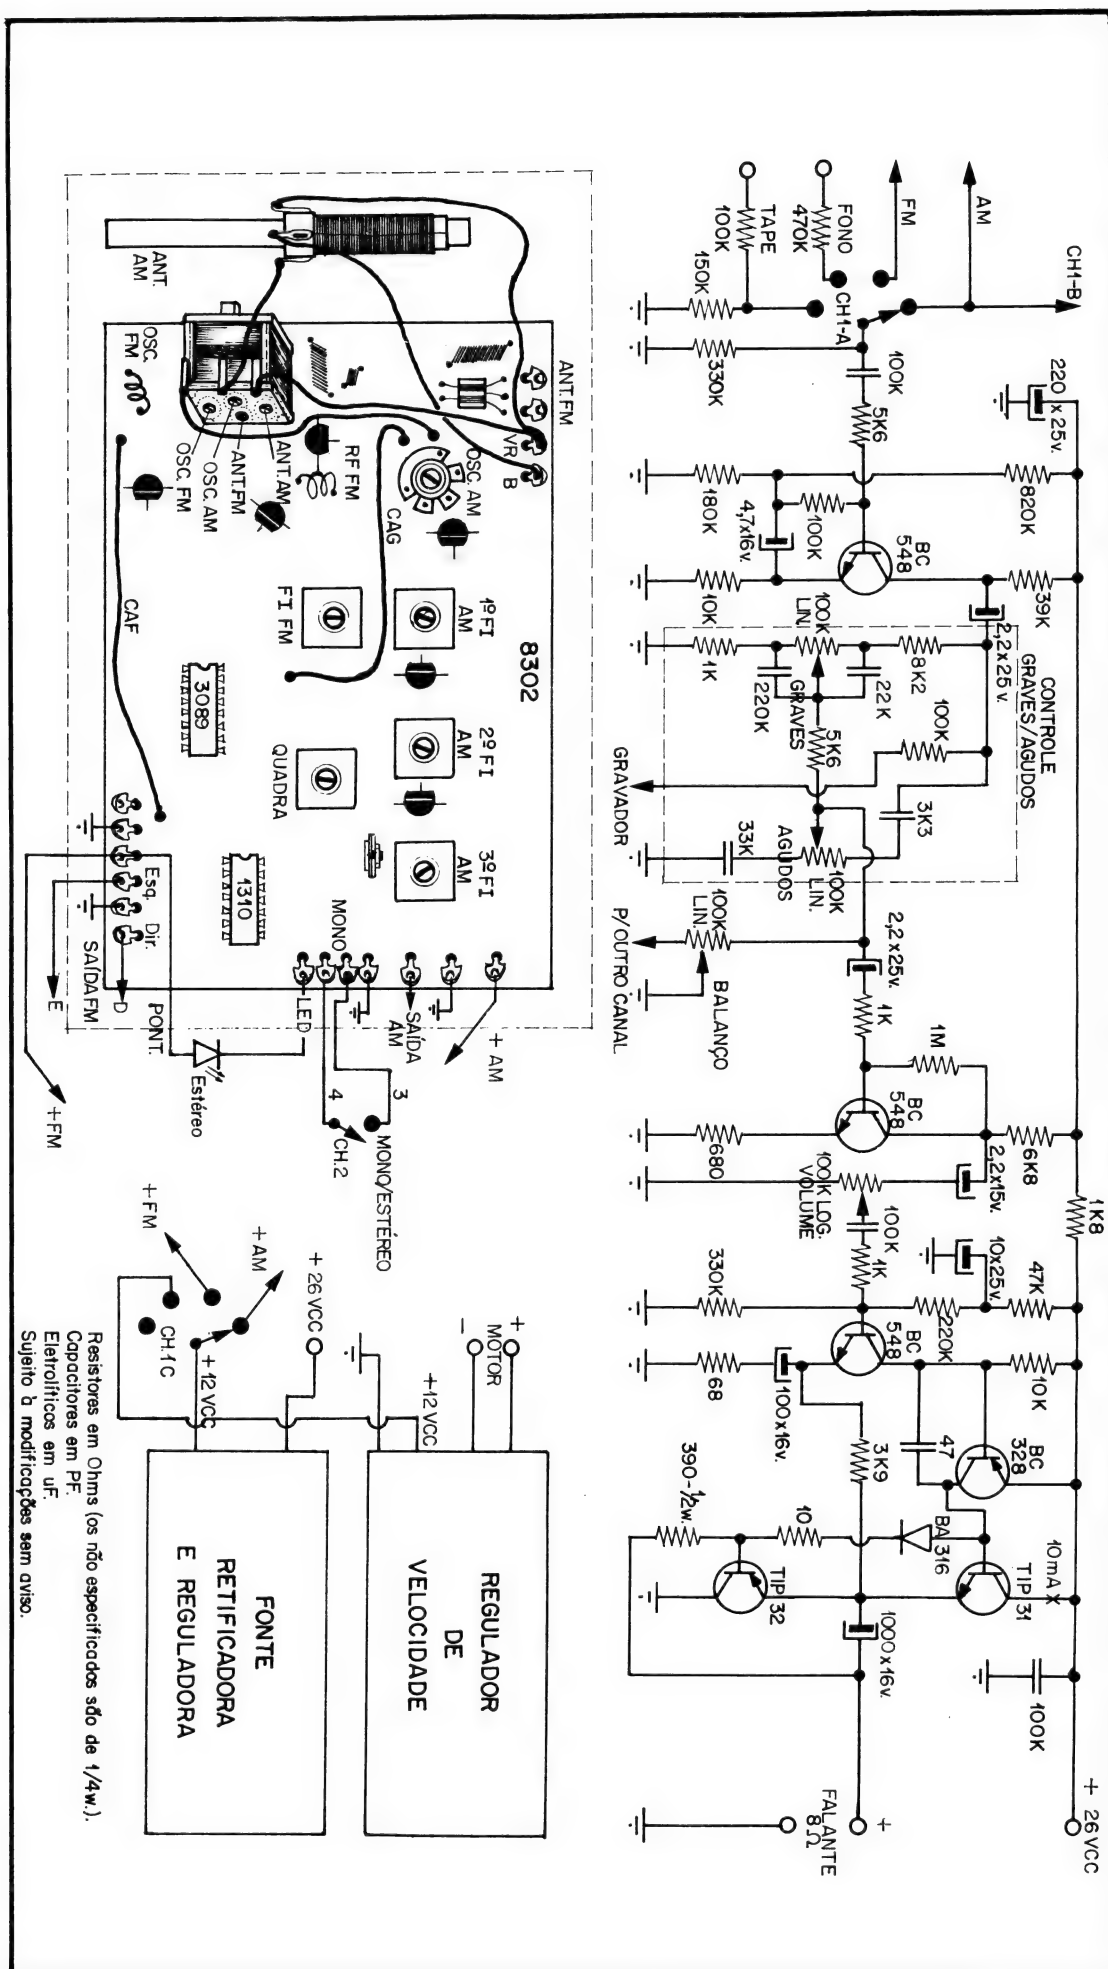 CH1-B
AM
FM
FONO
470K
TAPE
100K
150K
CH1-A
330K
100K
5K6
220 x 25v.
820K
180K
100K
4,7x16v.
10K
BC
548
39K
2,2x25v.
CONTROLE
GRAVES/AGUDOS
8K2
22K
100K
LIN.
220K
GRAVES
1K
5K6
100K
3K3
GRAVADOR
33K
AGUDOS
100K
LIN.
100K
LIN.
BALANÇO
P/OUTRO CANAL
2,2x25v.
1K
1M
BC
548
680
6K8
2,2x15v.
100K LOG.
VOLUME
1K8
100K
1K
10x25v.
47K
220K
330K
BC
548
68
100x16v.
10K
47
BC
328
3K9
BA 316
10
390-1/2w.
TIP 32
TIP 31
10mA X
1000x16v.
100K
+ 26 VCC
+
FALANTE
8Ω
ANT.
AM
OSC.
FM
ANT.FM
VR
B
OSC. AM
RF FM
ANT.AM
ANT.FM
OSC. AM
OSC. FM
CAG
CAF
FI FM
1º FI
AM
8302
2º FI
AM
3º FI
AM
QUADRA
3089
1310
MONO
Esq.
Dir.
SAÍDA FM
E
D
PONT.
LED
Estéreo
+FM
SAÍDA
AM
+ AM
3
4
CH.2
MONO/ESTÉREO
+FM
+AM
+ 26 VCC
CH.1C
+12 VCC
+12VCC
+
MOTOR
−
REGULADOR
DE
VELOCIDADE
FONTE
RETIFICADORA
E REGULADORA
Resistores em Ohms (os não especificados são de 1/4w.).
Capacitores em PF.
Eletrolíticos em uF.
Sujeito à modificações sem aviso.